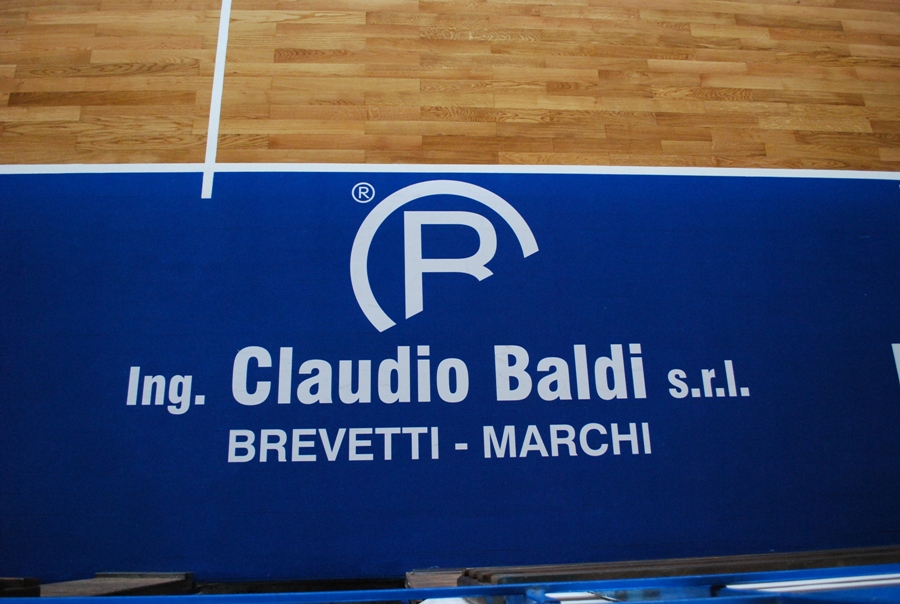 ®
R
Ing. Claudio Baldi s.r.l.
BREVETTI - MARCHI